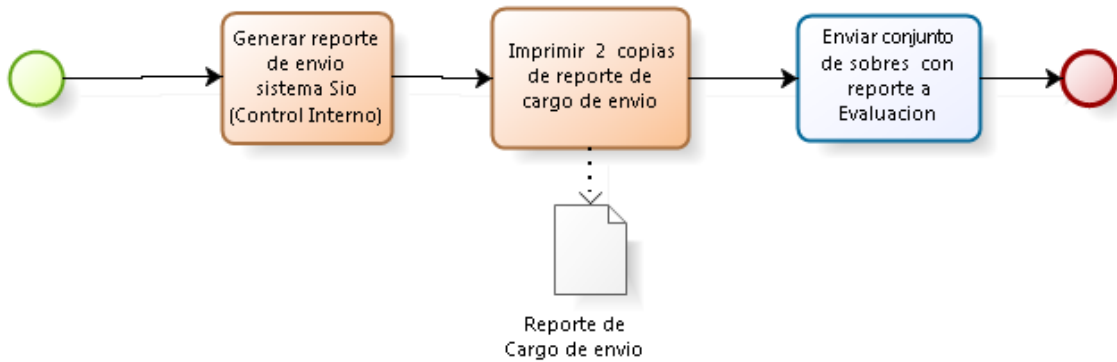 Generar reporte
de envio
sistema Sio
(Control Interno)
Imprimir 2 copias
de reporte de
cargo de envio
Enviar conjunto
de sobres con
reporte a
Evaluacion
Reporte de
Cargo de envio